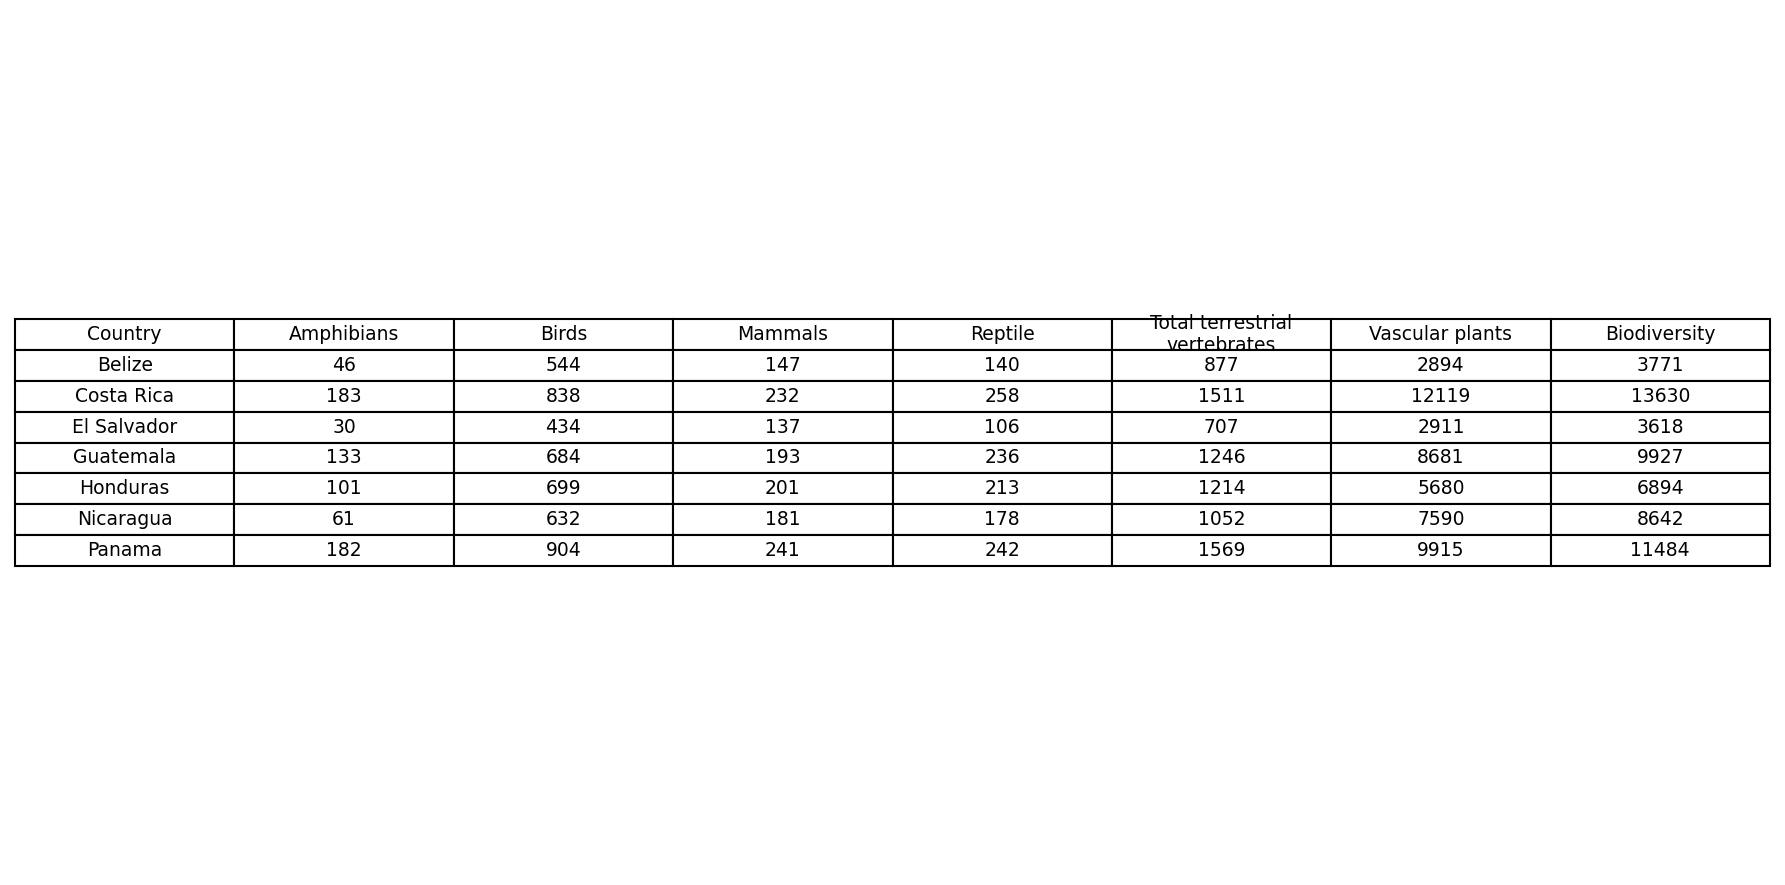 Country Amphibians Birds Mammals Reptile Total terrestrial vertebrates Vascular plants Biodiversity
Belize 46 544 147 140 877 2894 3771
Costa Rica 183 838 232 258 1511 12119 13630
El Salvador 30 434 137 106 707 2911 3618
Guatemala 133 684 193 236 1246 8681 9927
Honduras 101 699 201 213 1214 5680 6894
Nicaragua 61 632 181 178 1052 7590 8642
Panama 182 904 241 242 1569 9915 11484